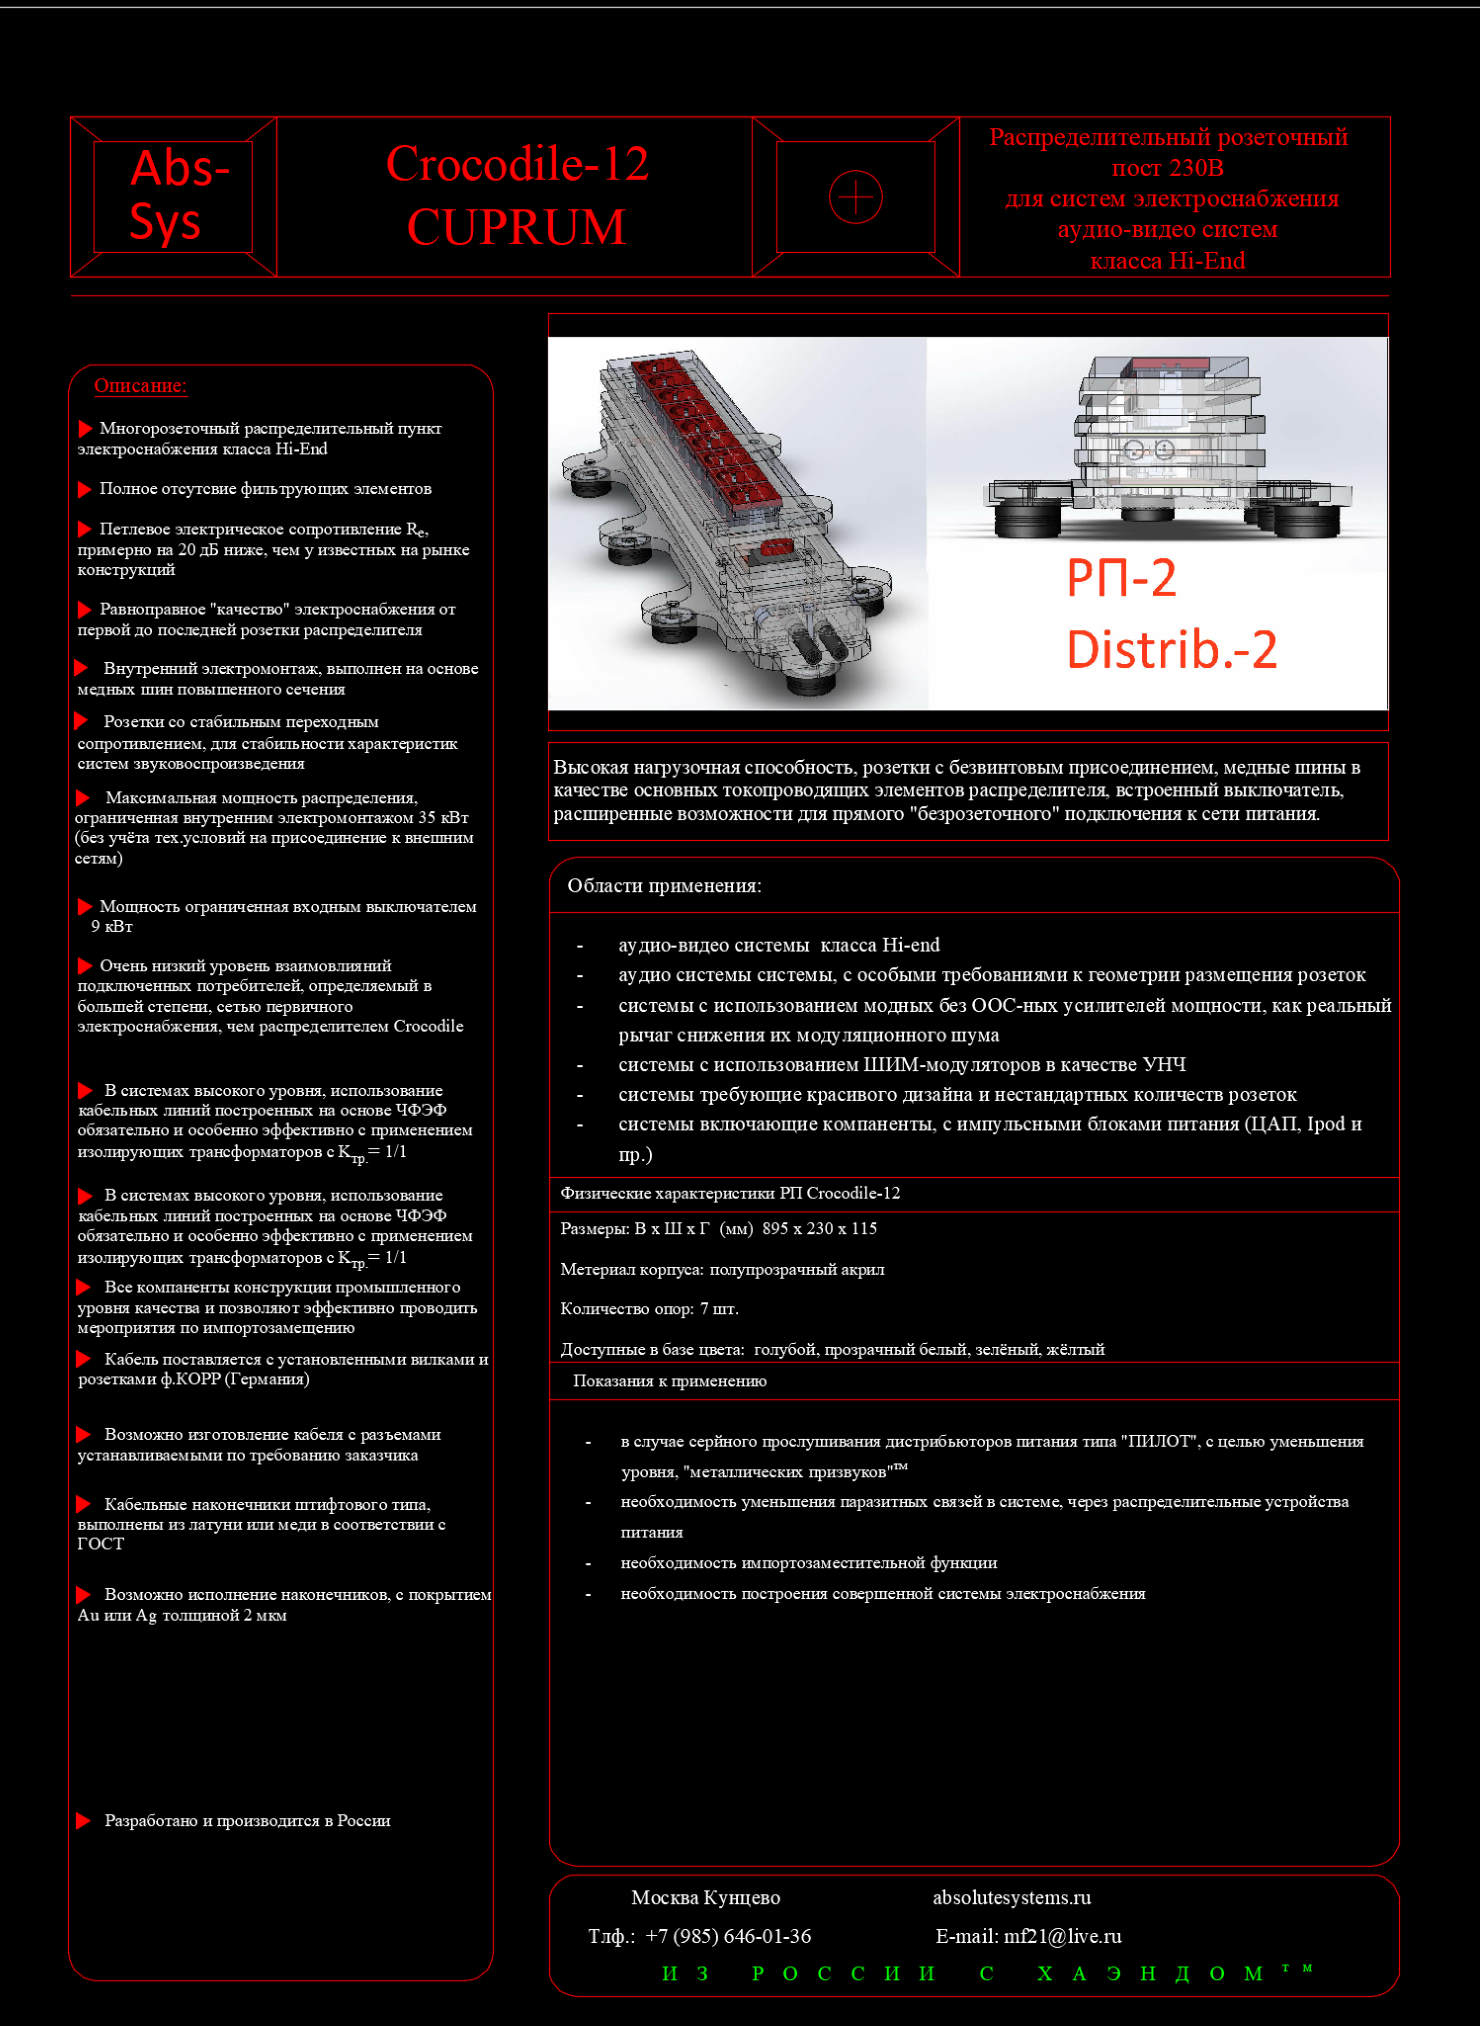 Abs-
Sys
Crocodile-12
CUPRUM
Распределительный розеточный
пост 230В
для систем электроснабжения
аудио-видео систем
класса Hi-End
Описание:
Многорозеточный распределительный пункт
электроснабжения класса Hi-End
Полное отсутсвие фильтрующих элементов
Петлевое электрическое сопротивление Re,
примерно на 20 дБ ниже, чем у известных на рынке
конструкций
Равноправное "качество" электроснабжения от
первой до последней розетки распределителя
Внутренний электромонтаж, выполнен на основе
медных шин повышенного сечения
Розетки со стабильным переходным
сопротивлением, для стабильности характеристик
систем звуковоспроизведения
Максимальная мощность распределения,
ограниченная внутренним электромонтажом 35 кВт
(без учёта тех.условий на присоединение к внешним
сетям)
Мощность ограниченная входным выключателем
9 кВт
Очень низкий уровень взаимовлияний
подключенных потребителей, определяемый в
большей степени, сетью первичного
электроснабжения, чем распределителем Crocodile
В системах высокого уровня, использование
кабельных линий построенных на основе ЧФЭФ
обязательно и особенно эффективно с применением
изолирующих трансформаторов с Kтр.= 1/1
В системах высокого уровня, использование
кабельных линий построенных на основе ЧФЭФ
обязательно и особенно эффективно с применением
изолирующих трансформаторов с Kтр.= 1/1
Все компаненты конструкции промышленного
уровня качества и позволяют эффективно проводить
мероприятия по импортозамещению
Кабель поставляется с установленными вилками и
розетками ф.КОРР (Германия)
Возможно изготовление кабеля с разъемами
устанавливаемыми по требованию заказчика
Кабельные наконечники штифтового типа,
выполнены из латуни или меди в соответствии с
ГОСТ
Возможно исполнение наконечников, с покрытием
Au или Ag толщиной 2 мкм
Разработано и производится в России
РП-2
Distrib.-2
Высокая нагрузочная способность, розетки с безвинтовым присоединением, медные шины в
качестве основных токопроводящих элементов распределителя, встроенный выключатель,
расширенные возможности для прямого "безрозеточного" подключения к сети питания.
Области применения:
- аудио-видео системы класса Hi-end
- аудио системы системы, с особыми требованиями к геометрии размещения розеток
- системы с использованием модных без ООС-ных усилителей мощности, как реальный
рычаг снижения их модуляционного шума
- системы с использованием ШИМ-модуляторов в качестве УНЧ
- системы требующие красивого дизайна и нестандартных количеств розеток
- системы включающие компаненты, с импульсными блоками питания (ЦАП, Ipod и
пр.)
Физические характеристики РП Crocodile-12
Размеры: В х Ш х Г (мм) 895 х 230 х 115
Метериал корпуса: полупрозрачный акрил
Количество опор: 7 шт.
Доступные в базе цвета: голубой, прозрачный белый, зелёный, жёлтый
Показания к применению
- в случае серйного прослушивания дистрибьюторов питания типа "ПИЛОТ", с целью уменьшения
уровня, "металлических призвуков"™
- необходимость уменьшения паразитных связей в системе, через распределительные устройства
питания
- необходимость импортозаместительной функции
- необходимость построения совершенной системы электроснабжения
Москва Кунцево absolutesystems.ru
Тлф.: +7 (985) 646-01-36 E-mail: mf21@live.ru
ИЗ РОССИИ С ХАЭНДОМ™